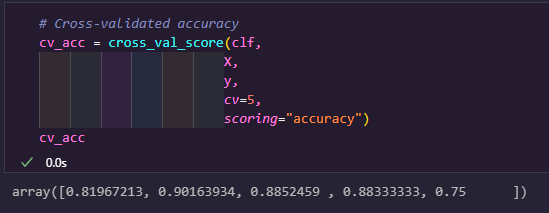 # Cross-validated accuracy
cv_acc = cross_val_score(clf,
X,
y,
cv=5,
scoring="accuracy")
cv_acc
0.0s
array([0.81967213, 0.90163934, 0.8852459 , 0.88333333, 0.75      ])